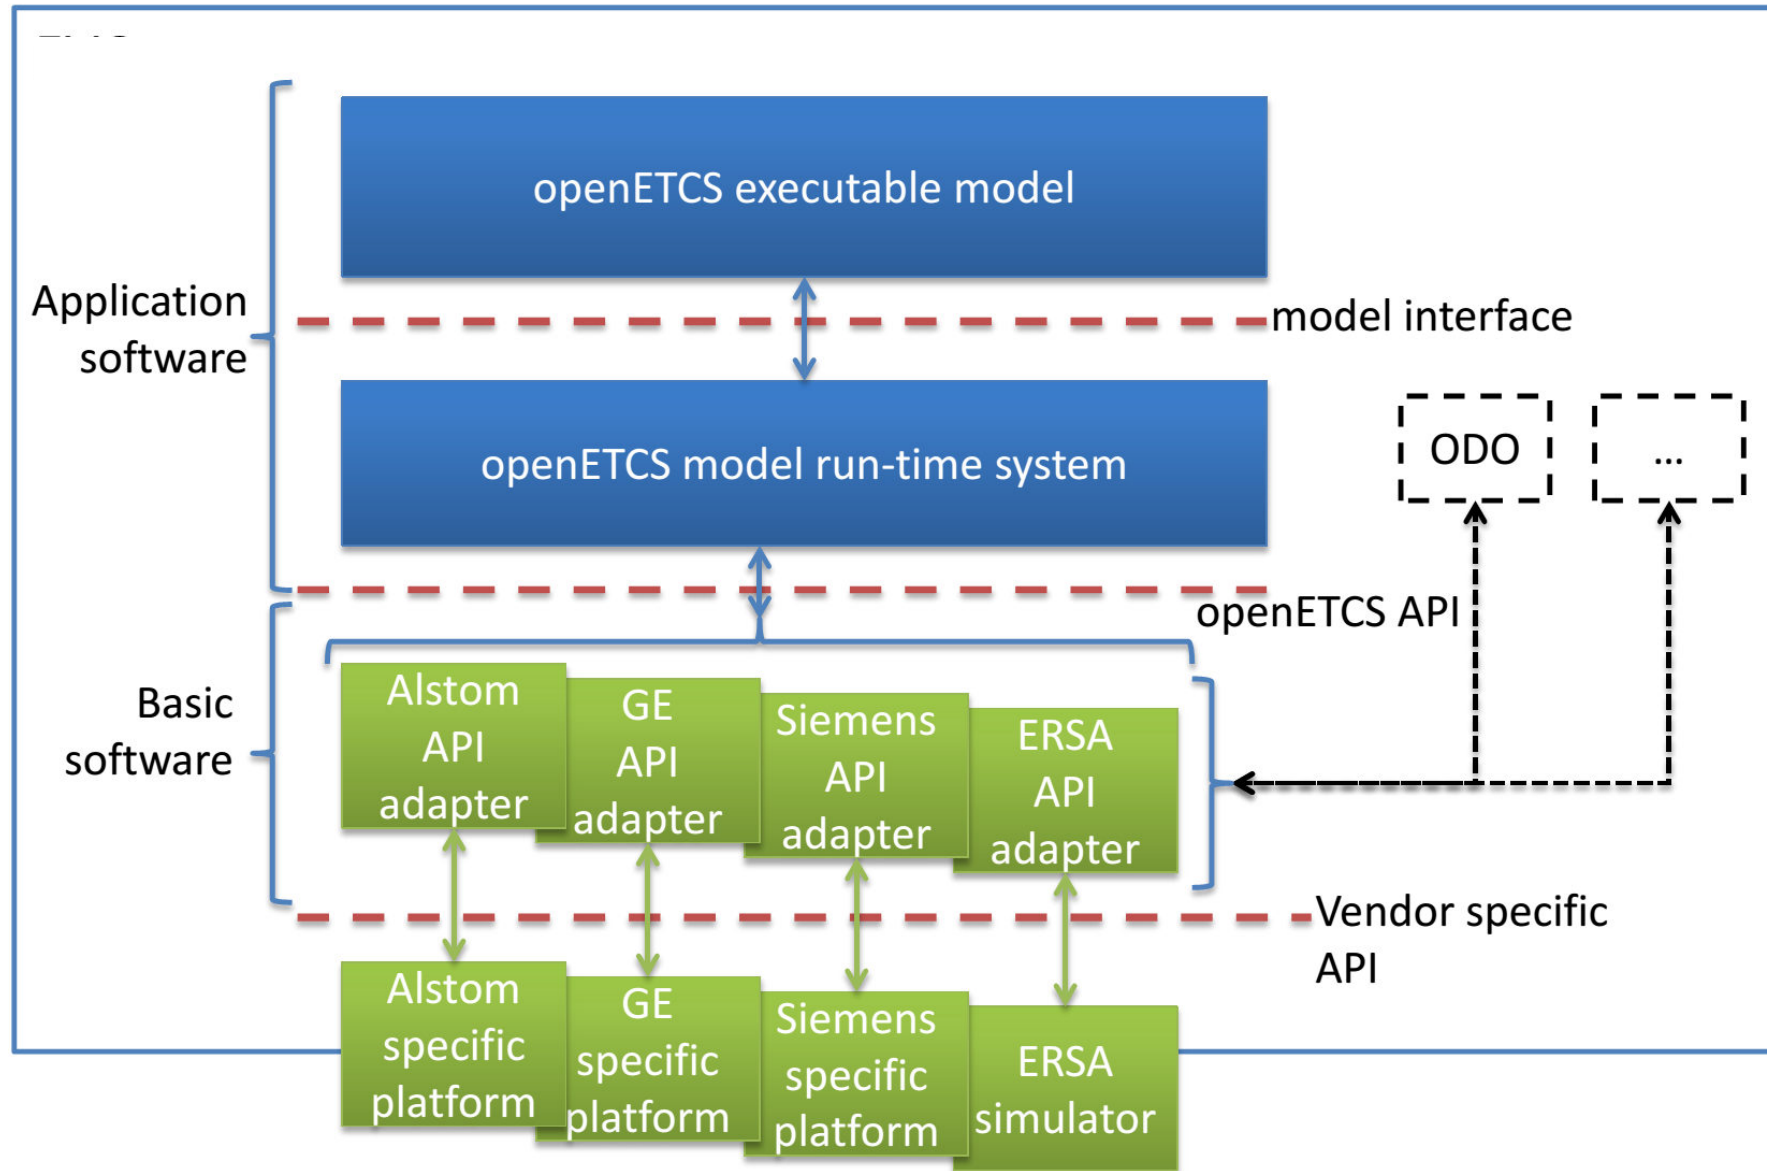 openETCS executable model
Application
software
model interface
openETCS model run-time system
ODO
...
openETCS API
Basic
software
Alstom
API
adapter
GE
API
adapter
Siemens
API
adapter
ERSA
API
adapter
Vendor specific
API
Alstom
specific
platform
GE
specific
platform
Siemens
specific
platform
ERSA
simulator